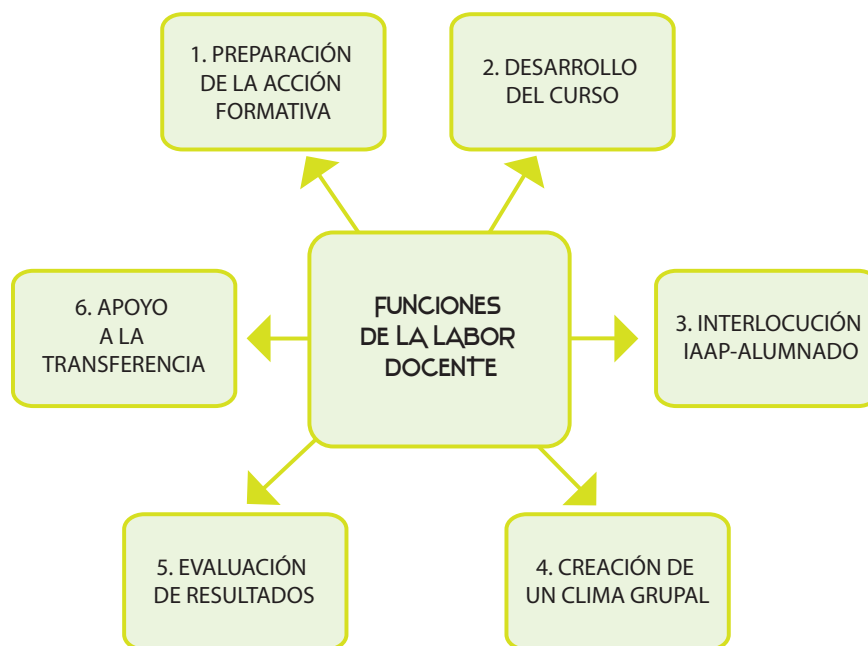 1. PREPARACIÓN
DE LA ACCIÓN
FORMATIVA
2. DESARROLLO
DEL CURSO
FUNCIONES
DE LA LABOR
DOCENTE
3. INTERLOCUCIÓN
IAAP-ALUMNADO
4. CREACIÓN DE
UN CLIMA GRUPAL
5. EVALUACIÓN
DE RESULTADOS
6. APOYO
A LA
TRANSFERENCIA